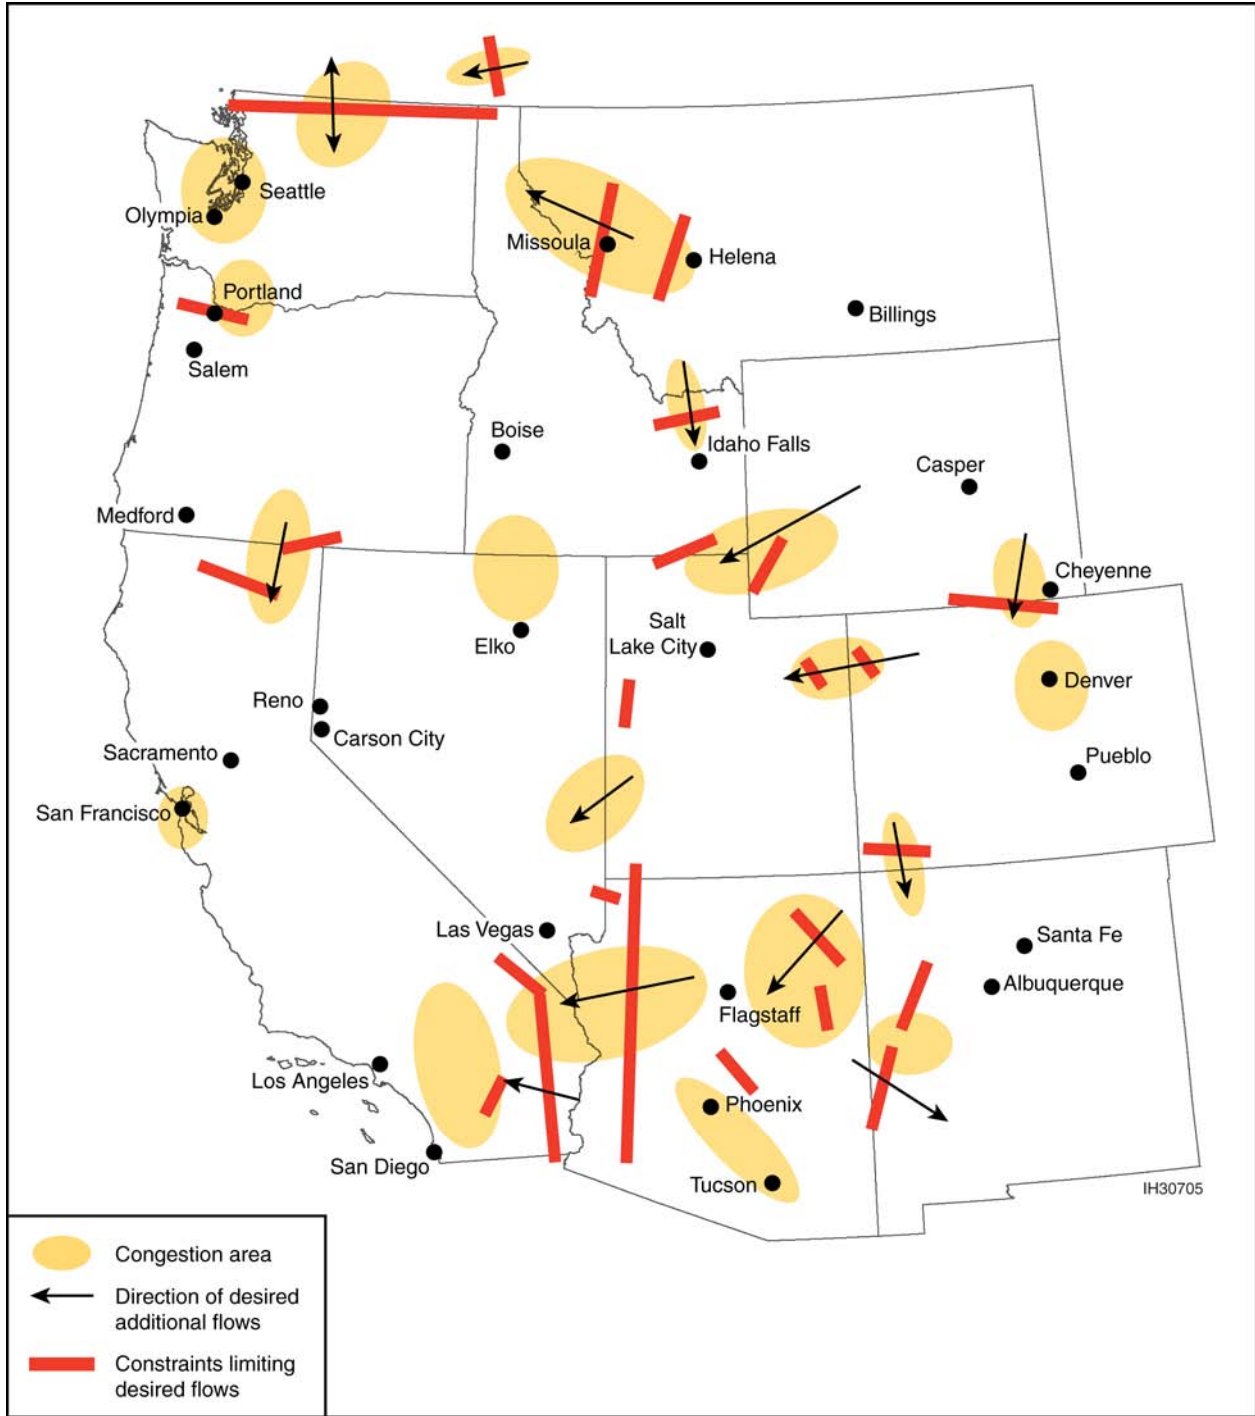 Seattle
Olympia
Missoula
Helena
Portland
Billings
Salem
Boise
Idaho Falls
Casper
Medford
Cheyenne
Salt
Lake City
Elko
Denver
Reno
Carson City
Sacramento
Pueblo
San Francisco
Las Vegas
Santa Fe
Albuquerque
Flagstaff
Los Angeles
Phoenix
San Diego
Tucson
IH30705
Congestion area
Direction of desired
additional flows
Constraints limiting
desired flows